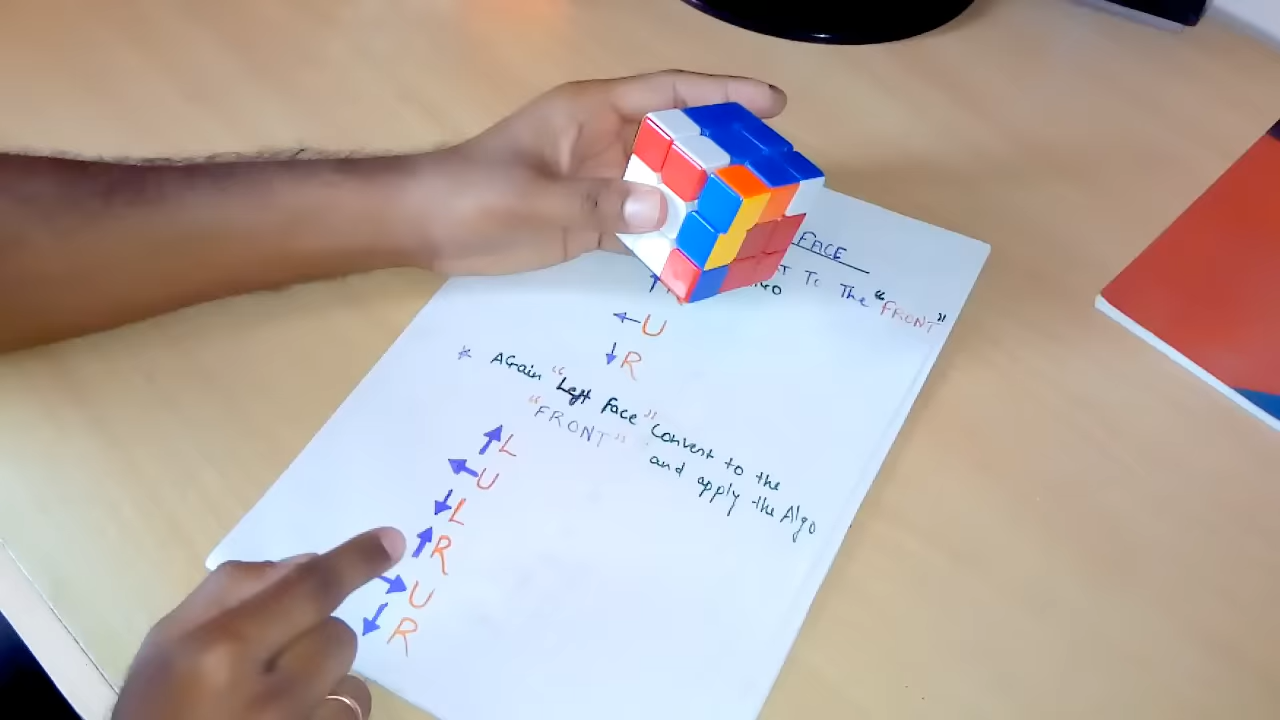 FACE
To The "FRONT"
←U
↓R
* AGain "Left face" Convert to the
"FRONT" and apply the Algo
↑L
←U
↓L
↑R
→U
↓R